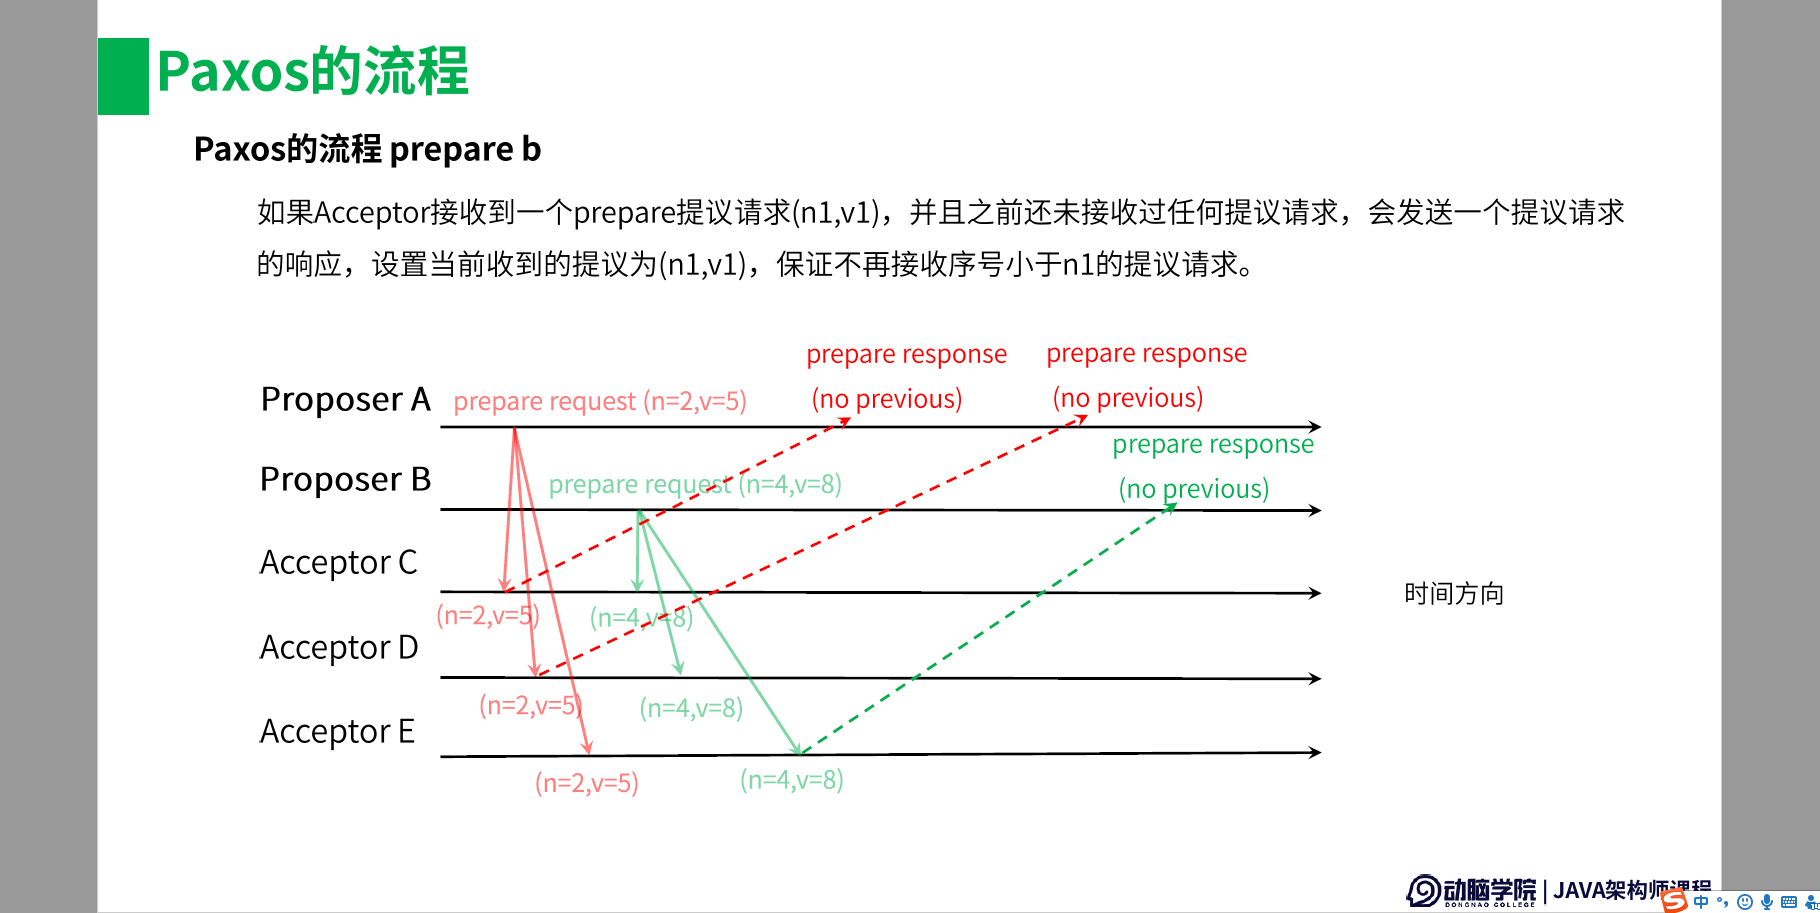 Paxos的流程
Paxos的流程 prepare b
如果Acceptor接收到一个prepare提议请求(n1,v1)，并且之前还未接收过任何提议请求，会发送一个提议请求
的响应，设置当前收到的提议为(n1,v1)，保证不再接收序号小于n1的提议请求。
prepare response
(no previous)
prepare response
(no previous)
Proposer A
prepare request (n=2,v=5)
prepare response
(no previous)
Proposer B
prepare request (n=4,v=8)
Acceptor C
(n=2,v=5)
(n=4,v=8)
时间方向
Acceptor D
(n=2,v=5)
(n=4,v=8)
Acceptor E
(n=2,v=5)
(n=4,v=8)
动脑学院 | JAVA架构师课程
DONGNAO COLLEGE
中